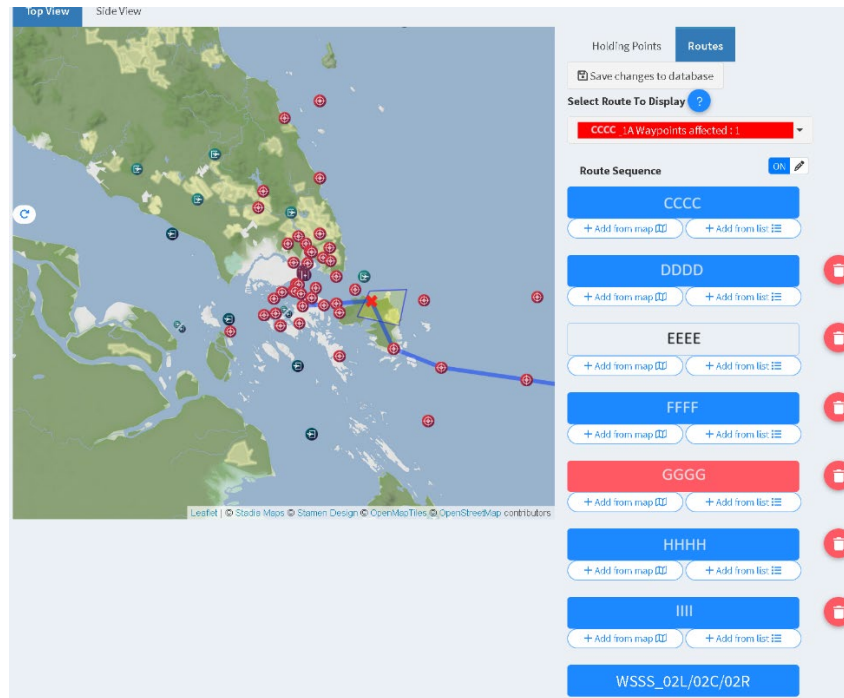 Top View Side View
Holding Points Routes
Save changes to database
Select Route To Display ?
CCCC _1A Waypoints affected : 1
Route Sequence ON
CCCC
+ Add from map + Add from list
DDDD
+ Add from map + Add from list
EEEE
+ Add from map + Add from list
FFFF
+ Add from map + Add from list
GGGG
+ Add from map + Add from list
HHHH
+ Add from map + Add from list
IIII
+ Add from map + Add from list
WSSS_02L/02C/02R
Leaflet | © Stadia Maps © Stamen Design © OpenMapTiles © OpenStreetMap contributors